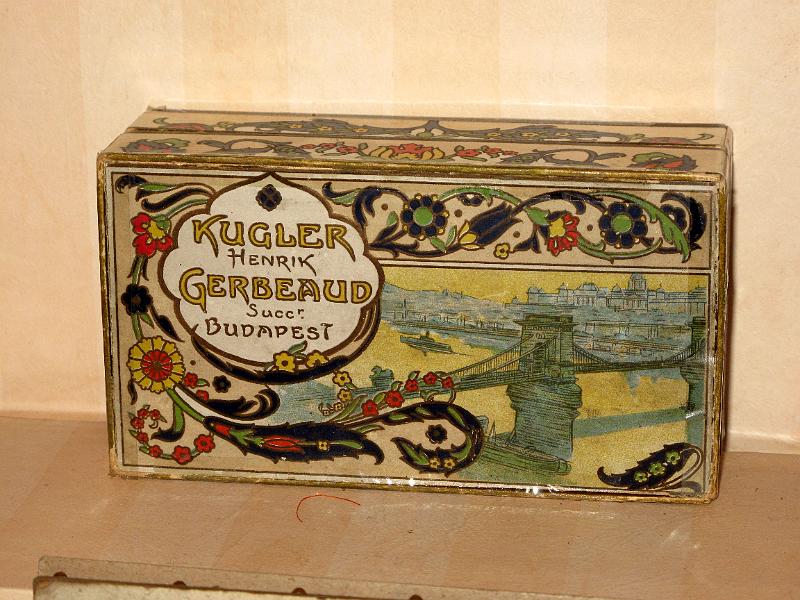 KUGLER
HENRIK
GERBEAUD
Succr.
BUDAPEST